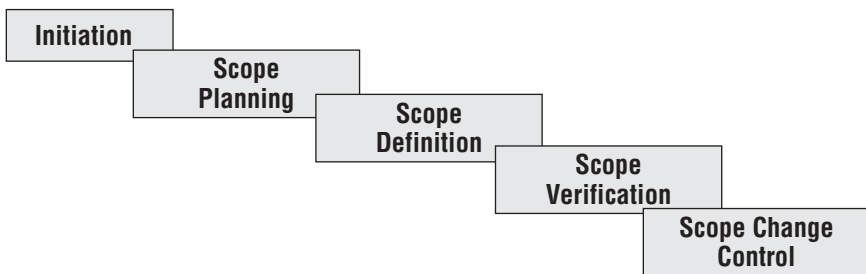 Initiation
Scope
Planning
Scope
Definition
Scope
Verification
Scope Change
Control